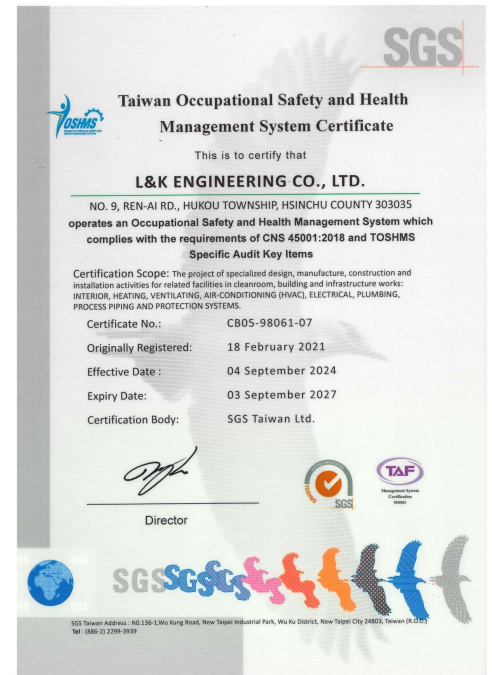 SGS
TOSHMS
Taiwan Occupational Safety and Health
Management System Certificate
This is to certify that
L&K ENGINEERING CO., LTD.
NO. 9, REN-AI RD., HUKOU TOWNSHIP, HSINCHU COUNTY 303035
operates an Occupational Safety and Health Management System which
complies with the requirements of CNS 45001:2018 and TOSHMS
Specific Audit Key Items
Certification Scope: The project of specialized design, manufacture, construction and
installation activities for related facilities in cleanroom, building and infrastructure works:
INTERIOR, HEATING, VENTILATING, AIR-CONDITIONING (HVAC), ELECTRICAL, PLUMBING,
PROCESS PIPING AND PROTECTION SYSTEMS.
Certificate No.: CB05-98061-07
Originally Registered: 18 February 2021
Effective Date : 04 September 2024
Expiry Date: 03 September 2027
Certification Body: SGS Taiwan Ltd.
Director
TOSHMS
SGS
TAF
Management System
Certification
SGS SGSGS
SGS Taiwan Address : NO.136-1,Wu Kung Road, New Taipei Industrial Park, Wu Ku District, New Taipei City 24803, Taiwan (R.O.C)
Tel : (886-2) 2299-3939